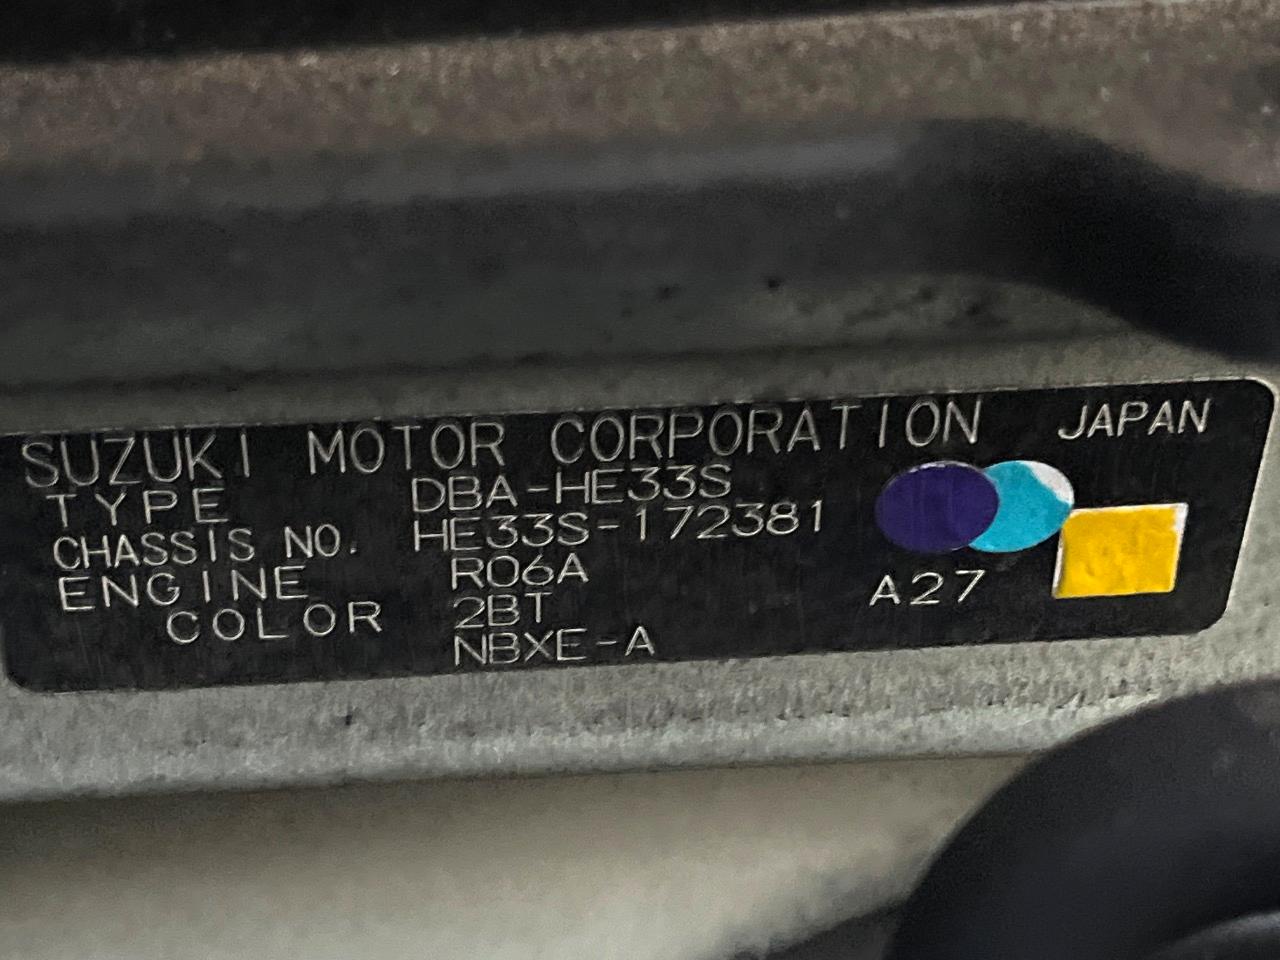 SUZUKI MOTOR CORPORATION JAPAN
TYPE DBA-HE33S
CHASSIS NO. HE33S-172381
ENGINE R06A A27
COLOR 2BT
NBXE-A